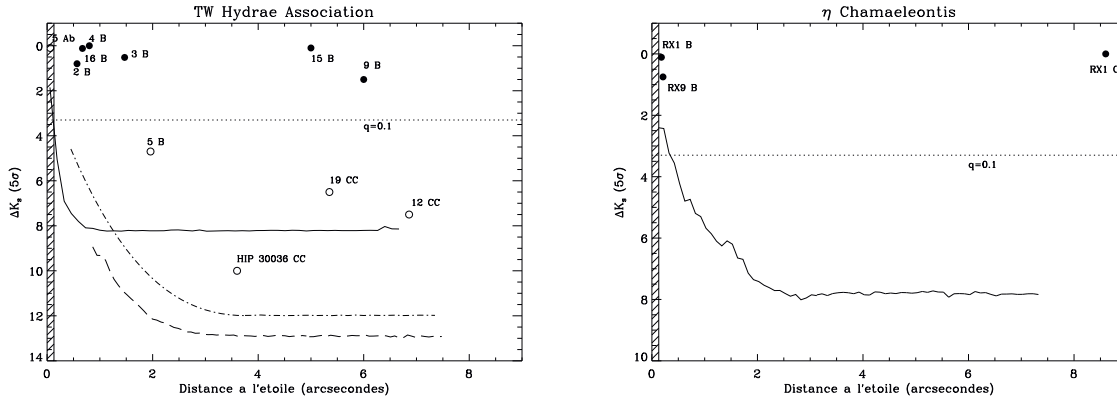 TW Hydrae Association
0
2
4
6
8
10
12
14
ΔKs (5σ)
5 Ab
4 B
16 B
2 B
3 B
15 B
9 B
q=0.1
5 B
19 CC
12 CC
HIP 30036 CC
0 2 4 6 8
Distance a l'etoile (arcsecondes)
η Chamaeleontis
0
2
4
6
8
10
ΔKs (5σ)
RX1 B
RX9 B
RX1 C
q=0.1
0 2 4 6 8
Distance a l'etoile (arcsecondes)